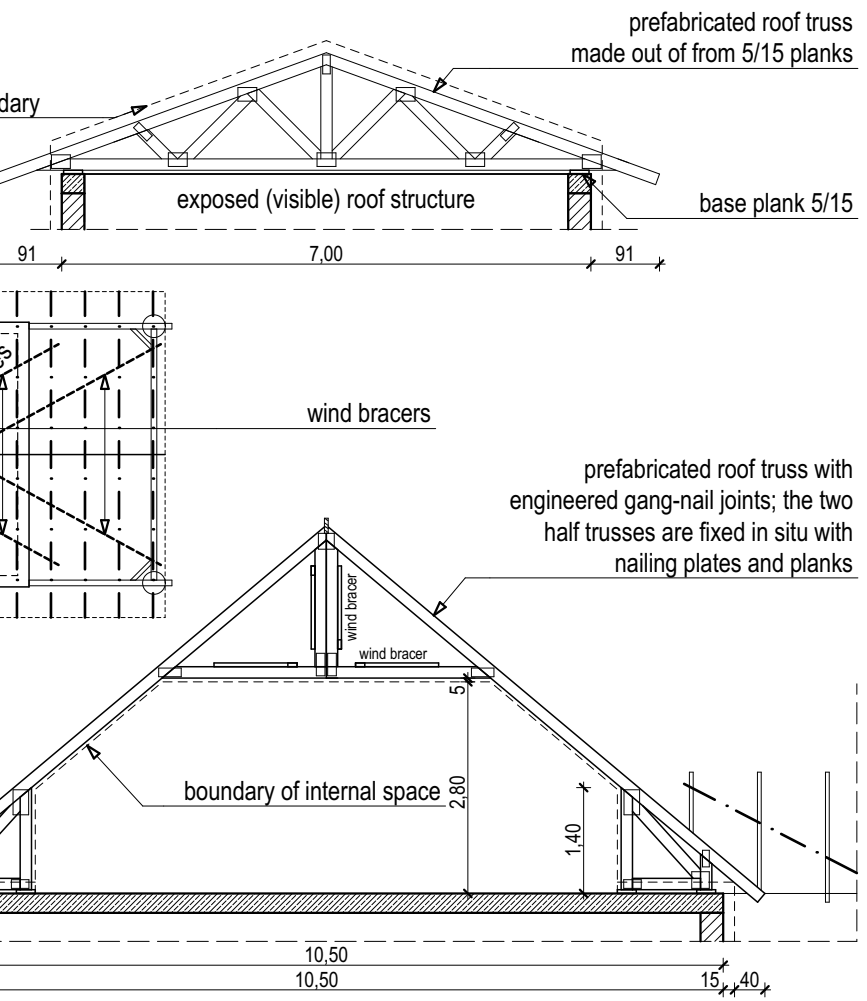 prefabricated roof truss
made out of from 5/15 planks
dary
exposed (visible) roof structure
base plank 5/15
91
7,00
91
es
wind bracers
prefabricated roof truss with
engineered gang-nail joints; the two
half trusses are fixed in situ with
nailing plates and planks
wind bracer
wind bracer
5
2,80
boundary of internal space
1,40
10,50
10,50
15
40